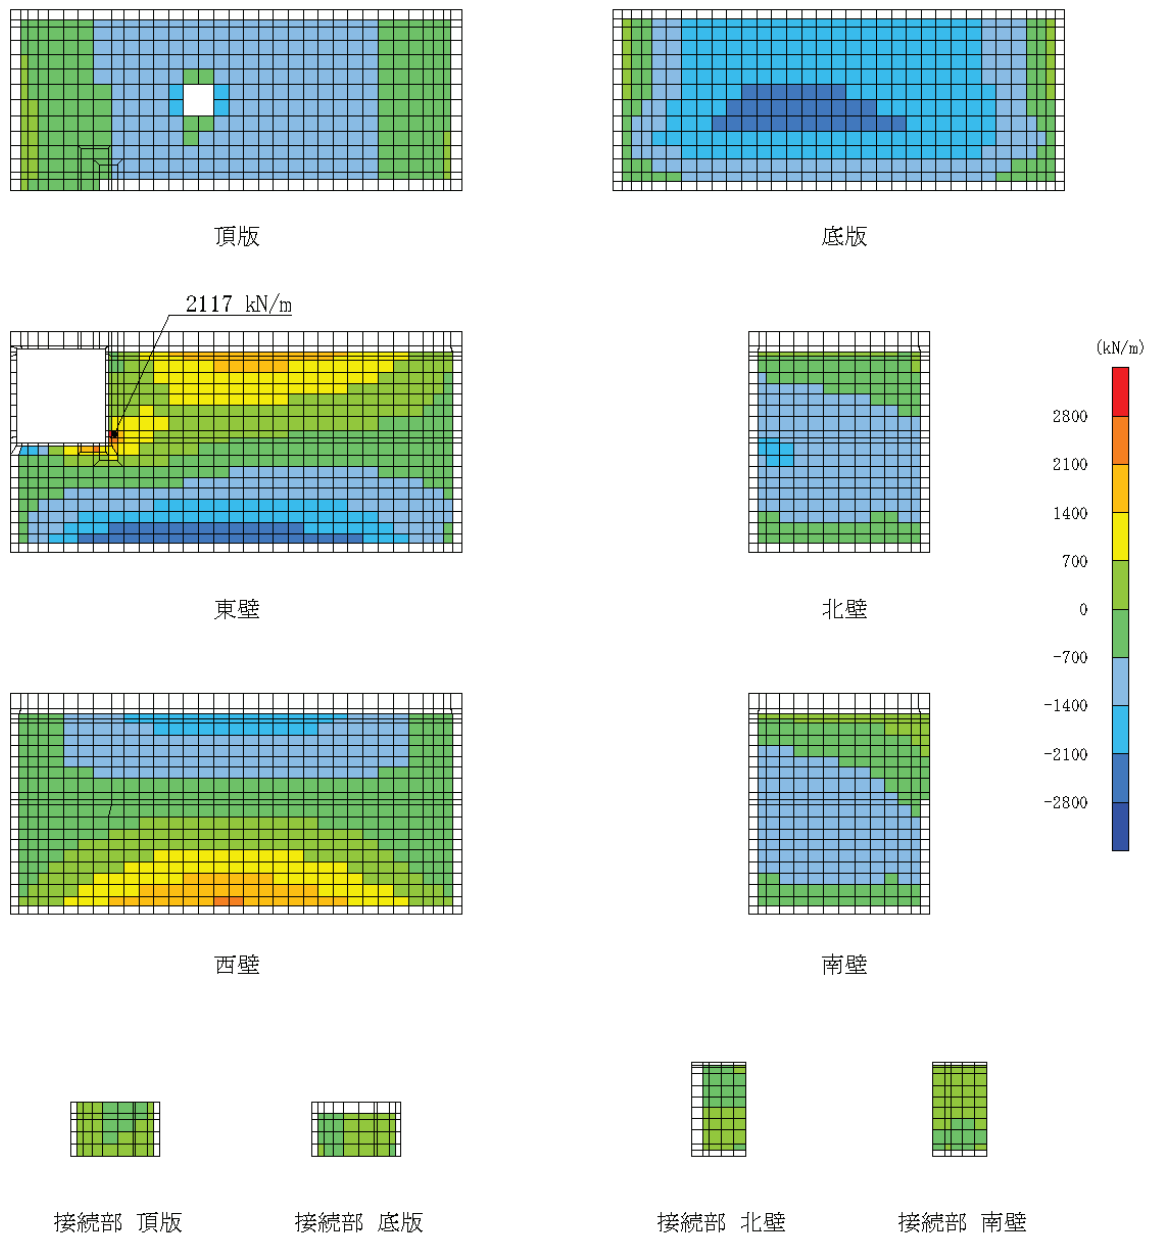 頂版
底版
2117 kN/m
東壁
北壁
(kN/m)
2800
2100
1400
700
0
-700
-1400
-2100
-2800
西壁
南壁
接続部 頂版
接続部 底版
接続部 北壁
接続部 南壁